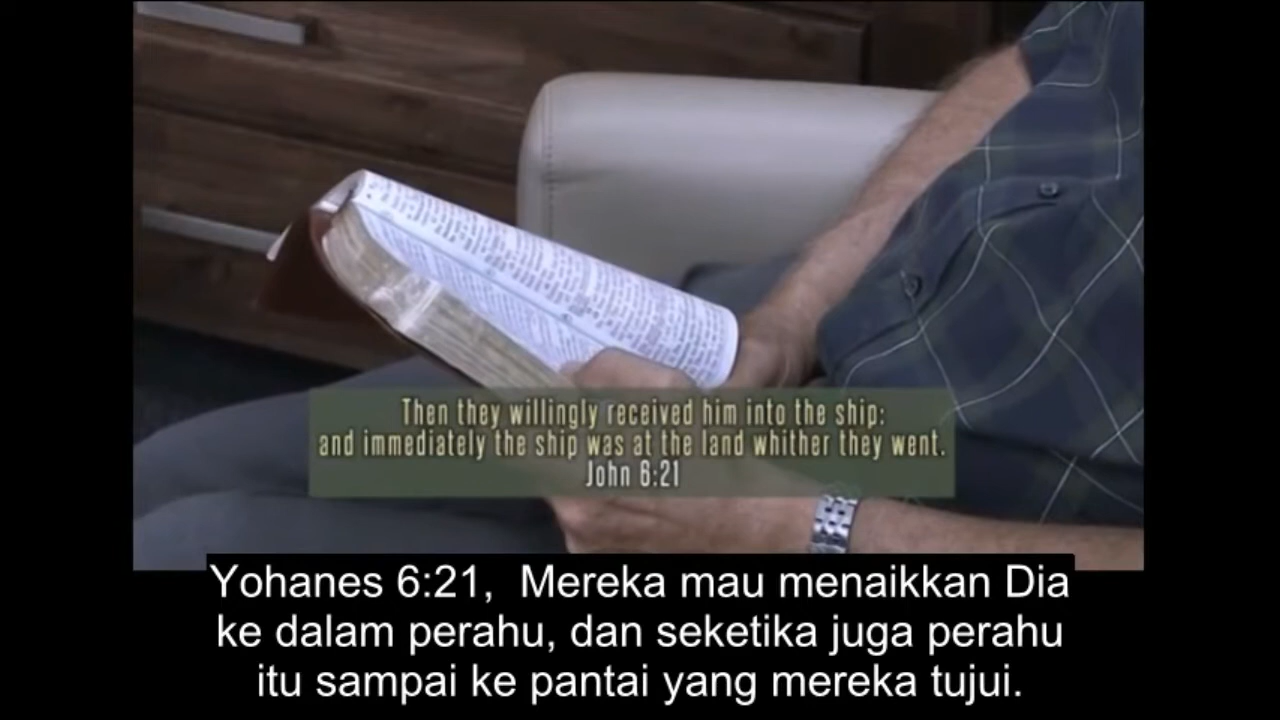 Then they willingly received him into the ship:
and immediately the ship was at the land whither they went.
John 6:21
Yohanes 6:21,  Mereka mau menaikkan Dia
ke dalam perahu, dan seketika juga perahu
itu sampai ke pantai yang mereka tujui.